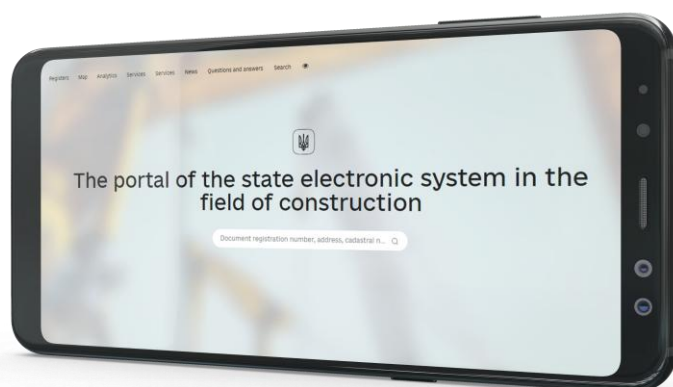 Registers Map Analytics Services Services News Questions and answers Search
The portal of the state electronic system in the
field of construction
Document registration number, address, cadastral n...